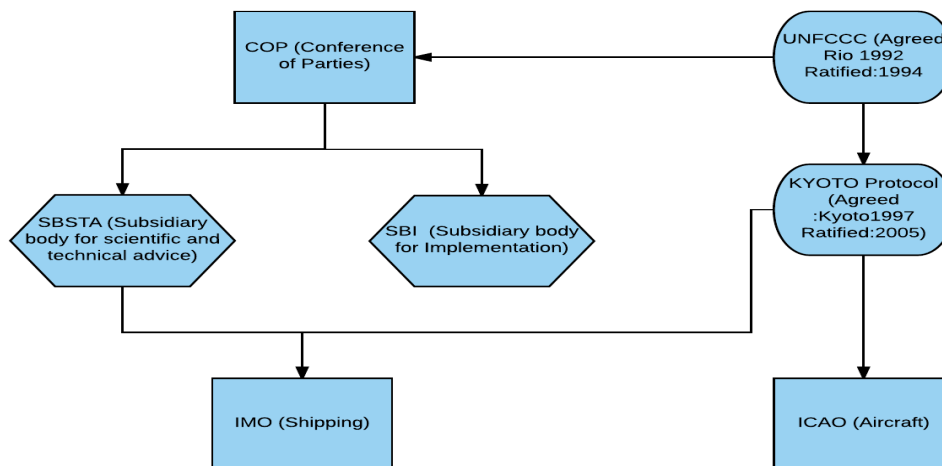 COP (Conference
of Parties)
UNFCCC (Agreed
Rio 1992
Ratified:1994
SBSTA (Subsidiary
body for scientific and
technical advice)
SBI (Subsidiary body
for Implementation)
KYOTO Protocol
(Agreed
:Kyoto1997
Ratified:2005)
IMO (Shipping)
ICAO (Aircraft)